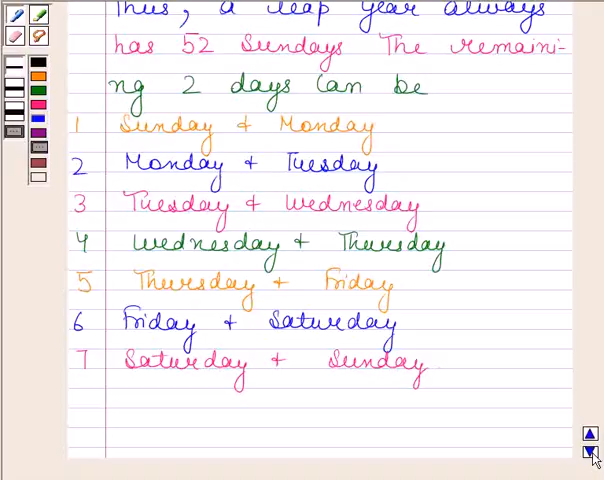 Thus, a leap year always
has 52 Sundays The remaini-
ng 2 days can be
1 Sunday + Monday
2 Monday + Tuesday
3 Tuesday + Wednesday
4 Wednesday + Thursday
5 Thursday + Friday
6 Friday + Saturday
7 Saturday + Sunday